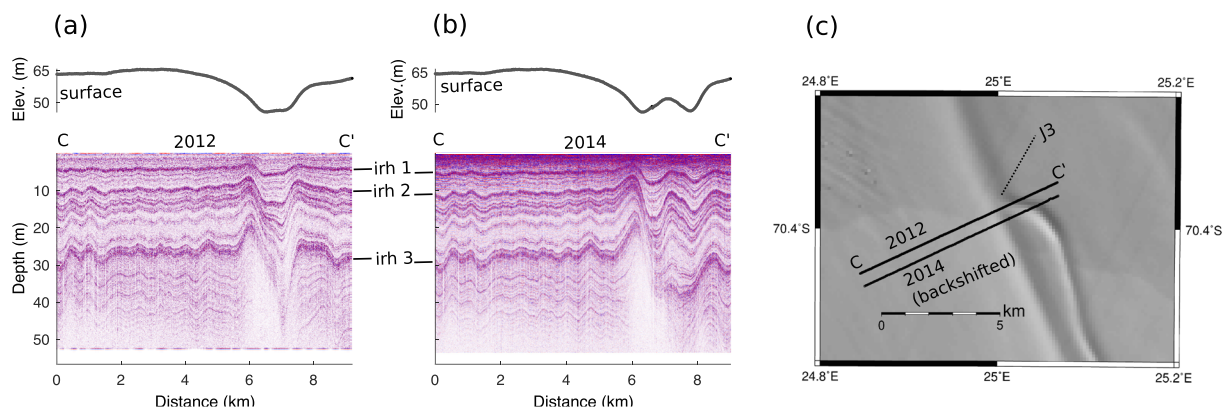 (a)
(b)
(c)
Elev. (m)
65
50
surface
C
2012
C'
Depth (m)
10
20
30
40
50
0
2
4
6
8
Distance (km)
irh 1
irh 2
irh 3
Elev.(m)
65
50
surface
C
2014
C'
0
2
4
6
8
Distance (km)
24.8°E
25°E
25.2°E
70.4°S
70.4°S
J3
C'
C
2012
2014
(backshifted)
km
0
5
24.8°E
25°E
25.2°E